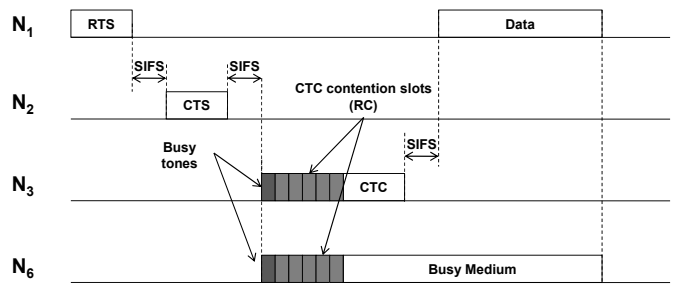 N1
RTS
Data
SIFS
SIFS
N2
CTS
CTC contention slots
(RC)
SIFS
Busy
tones
N3
CTC
N6
Busy Medium